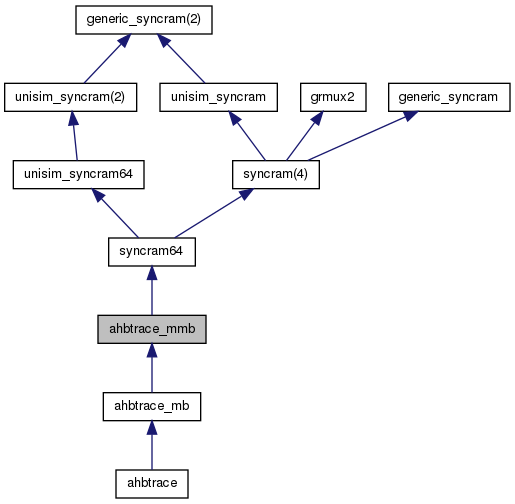 generic_syncram(2)
unisim_syncram(2)
unisim_syncram
grmux2
generic_syncram
unisim_syncram64
syncram(4)
syncram64
ahbtrace_mmb
ahbtrace_mb
ahbtrace